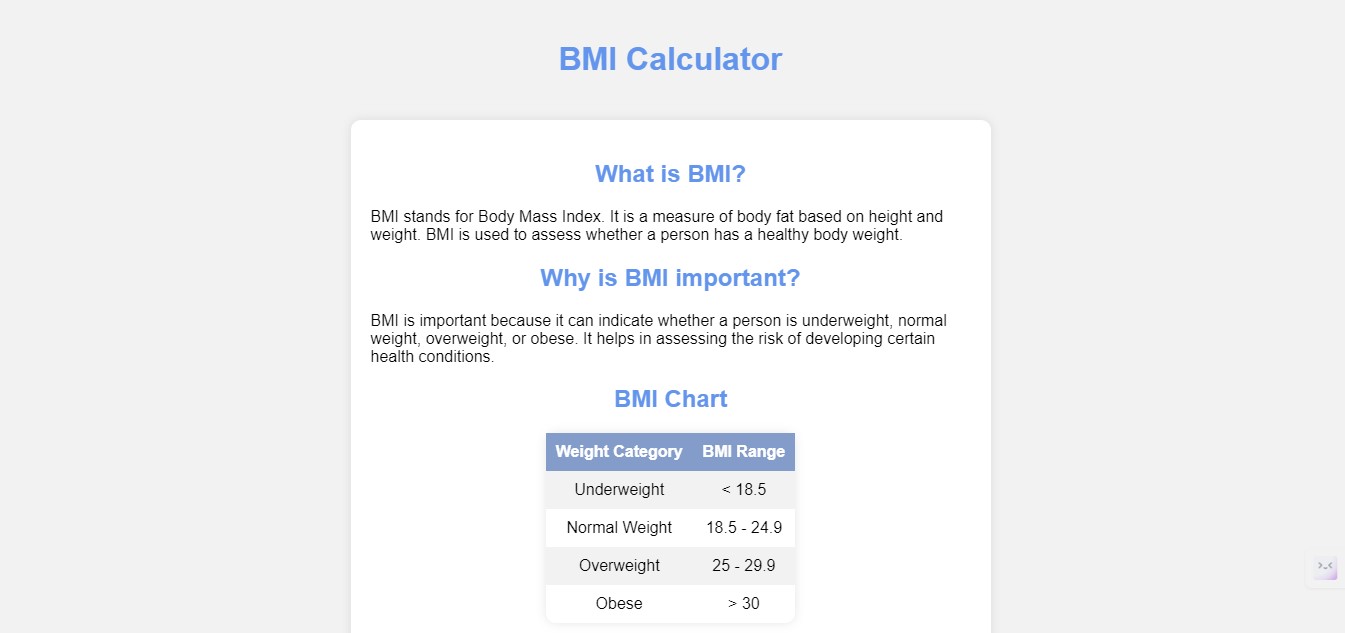 BMI Calculator
What is BMI?
BMI stands for Body Mass Index. It is a measure of body fat based on height and
weight. BMI is used to assess whether a person has a healthy body weight.
Why is BMI important?
BMI is important because it can indicate whether a person is underweight, normal
weight, overweight, or obese. It helps in assessing the risk of developing certain
health conditions.
BMI Chart
Weight Category BMI Range
Underweight < 18.5
Normal Weight 18.5 - 24.9
Overweight 25 - 29.9
Obese > 30